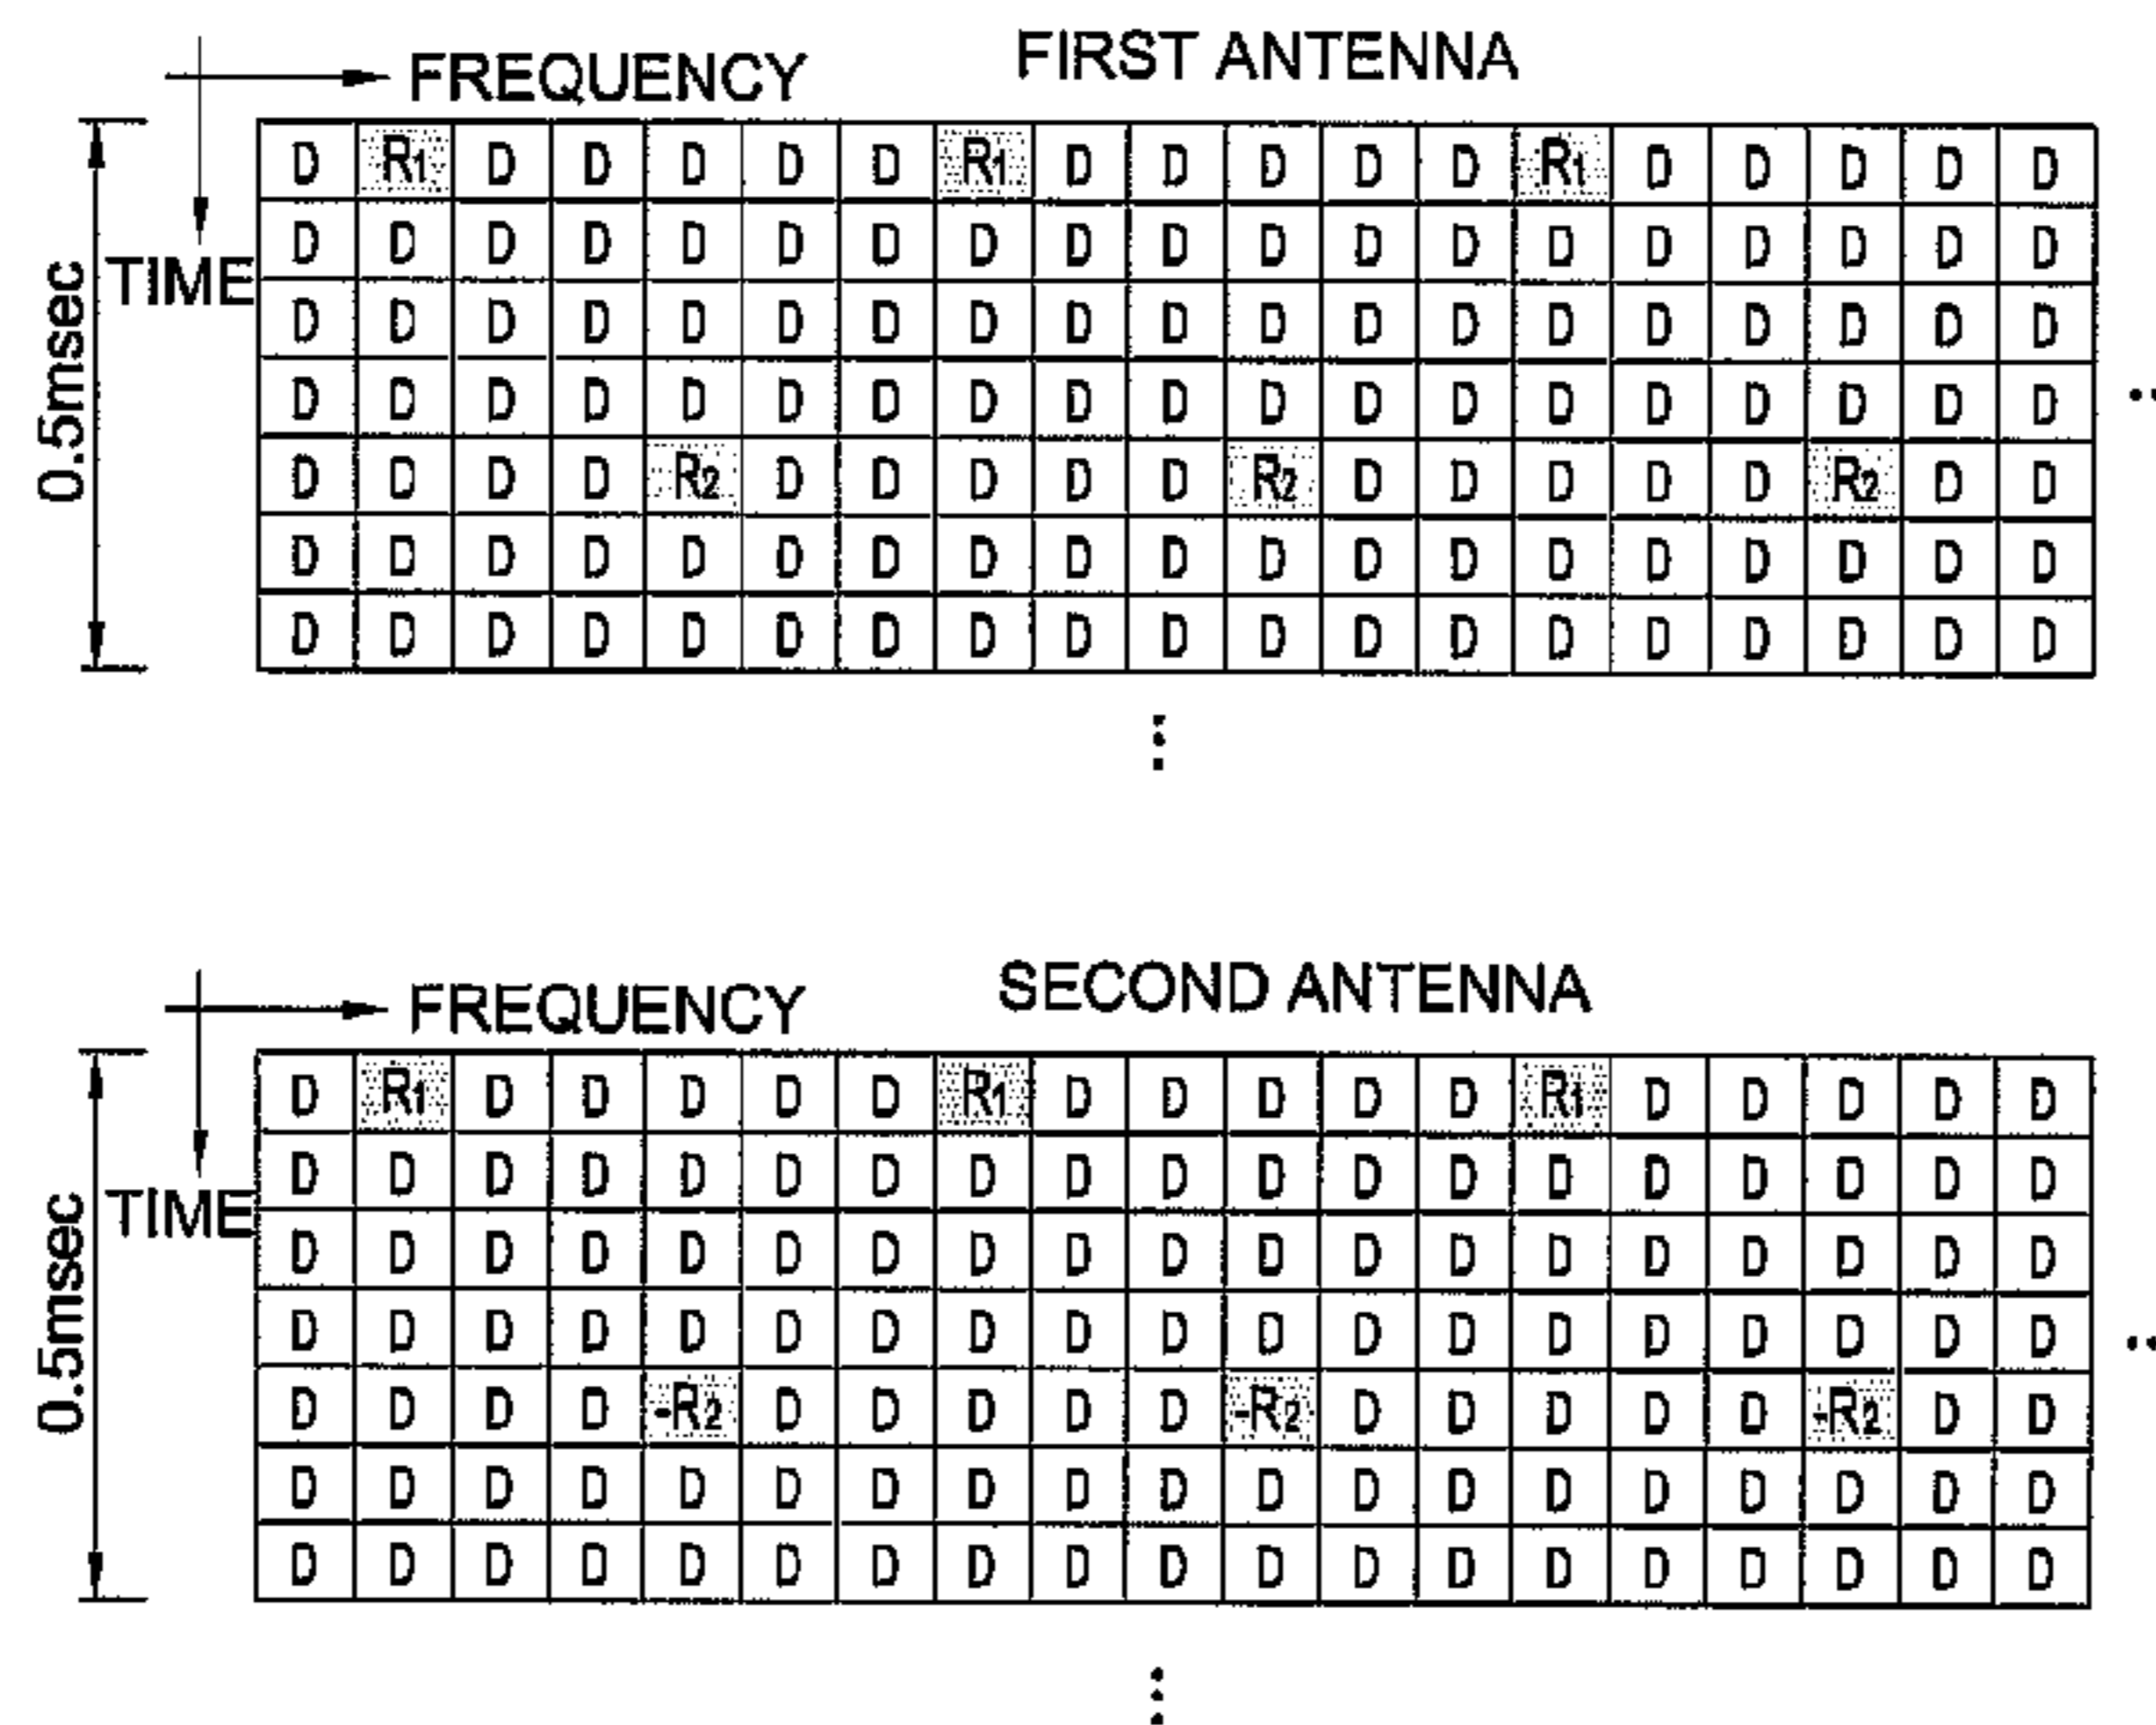 FREQUENCY FIRST ANTENNA
D R1 D D D D D R1 D D D D D R1 D D D D D
D D D D D D D D D D D D D D D D D D D
TIME
D D D D D D D D D D D D D D D D D D D
0.5msec
D D D D D D D D D D D D D D D D D D D
D D D D R2 D D D D D R2 D D D D D R2 D D
D D D D D D D D D D D D D D D D D D D
D D D D D D D D D D D D D D D D D D D
FREQUENCY SECOND ANTENNA
D R1 D D D D D R1 D D D D D R1 D D D D D
D D D D D D D D D D D D D D D D D D D
TIME
D D D D D D D D D D D D D D D D D D D
0.5msec
D D D D D D D D D D D D D D D D D D D
D D D D -R2 D D D D D -R2 D D D D D -R2 D D
D D D D D D D D D D D D D D D D D D D
D D D D D D D D D D D D D D D D D D D